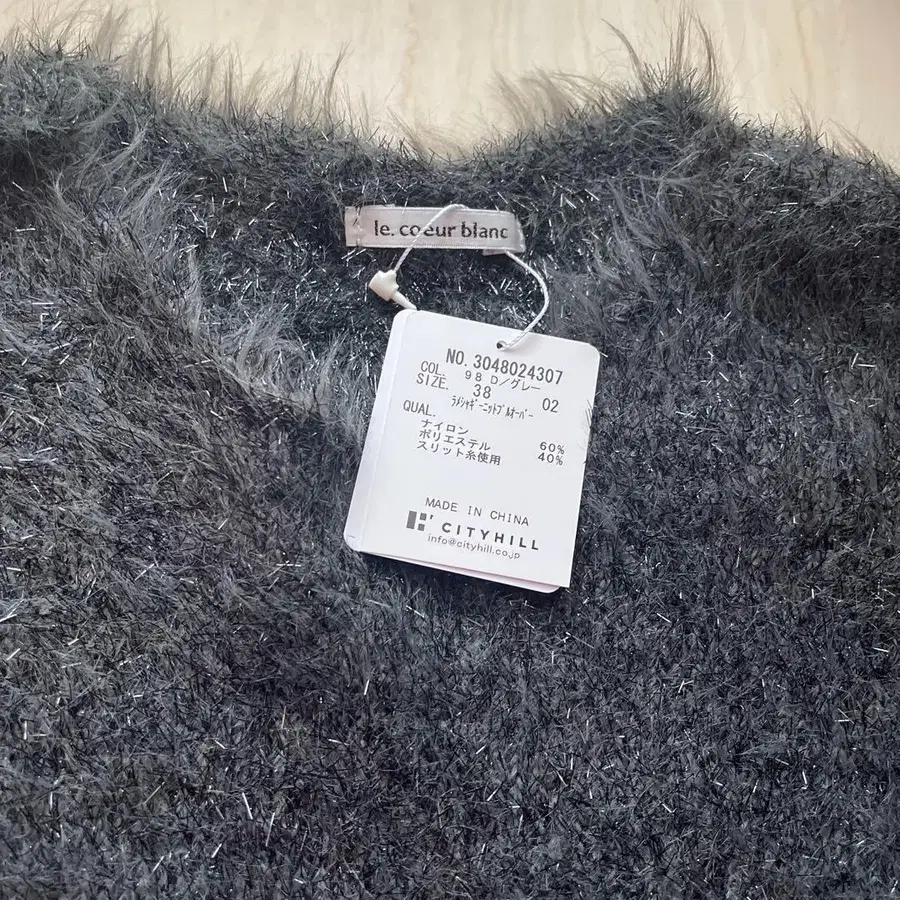 le. coeur blanc
NO. 3048024307
COL. 98 D/グレー
SIZE. 38 02
ラメシャギーニットプルオーバー
QUAL.
ナイロン 60%
ポリエステル 40%
スリット糸使用
MADE IN CHINA
CITYHILL
info@cityhill.co.jp